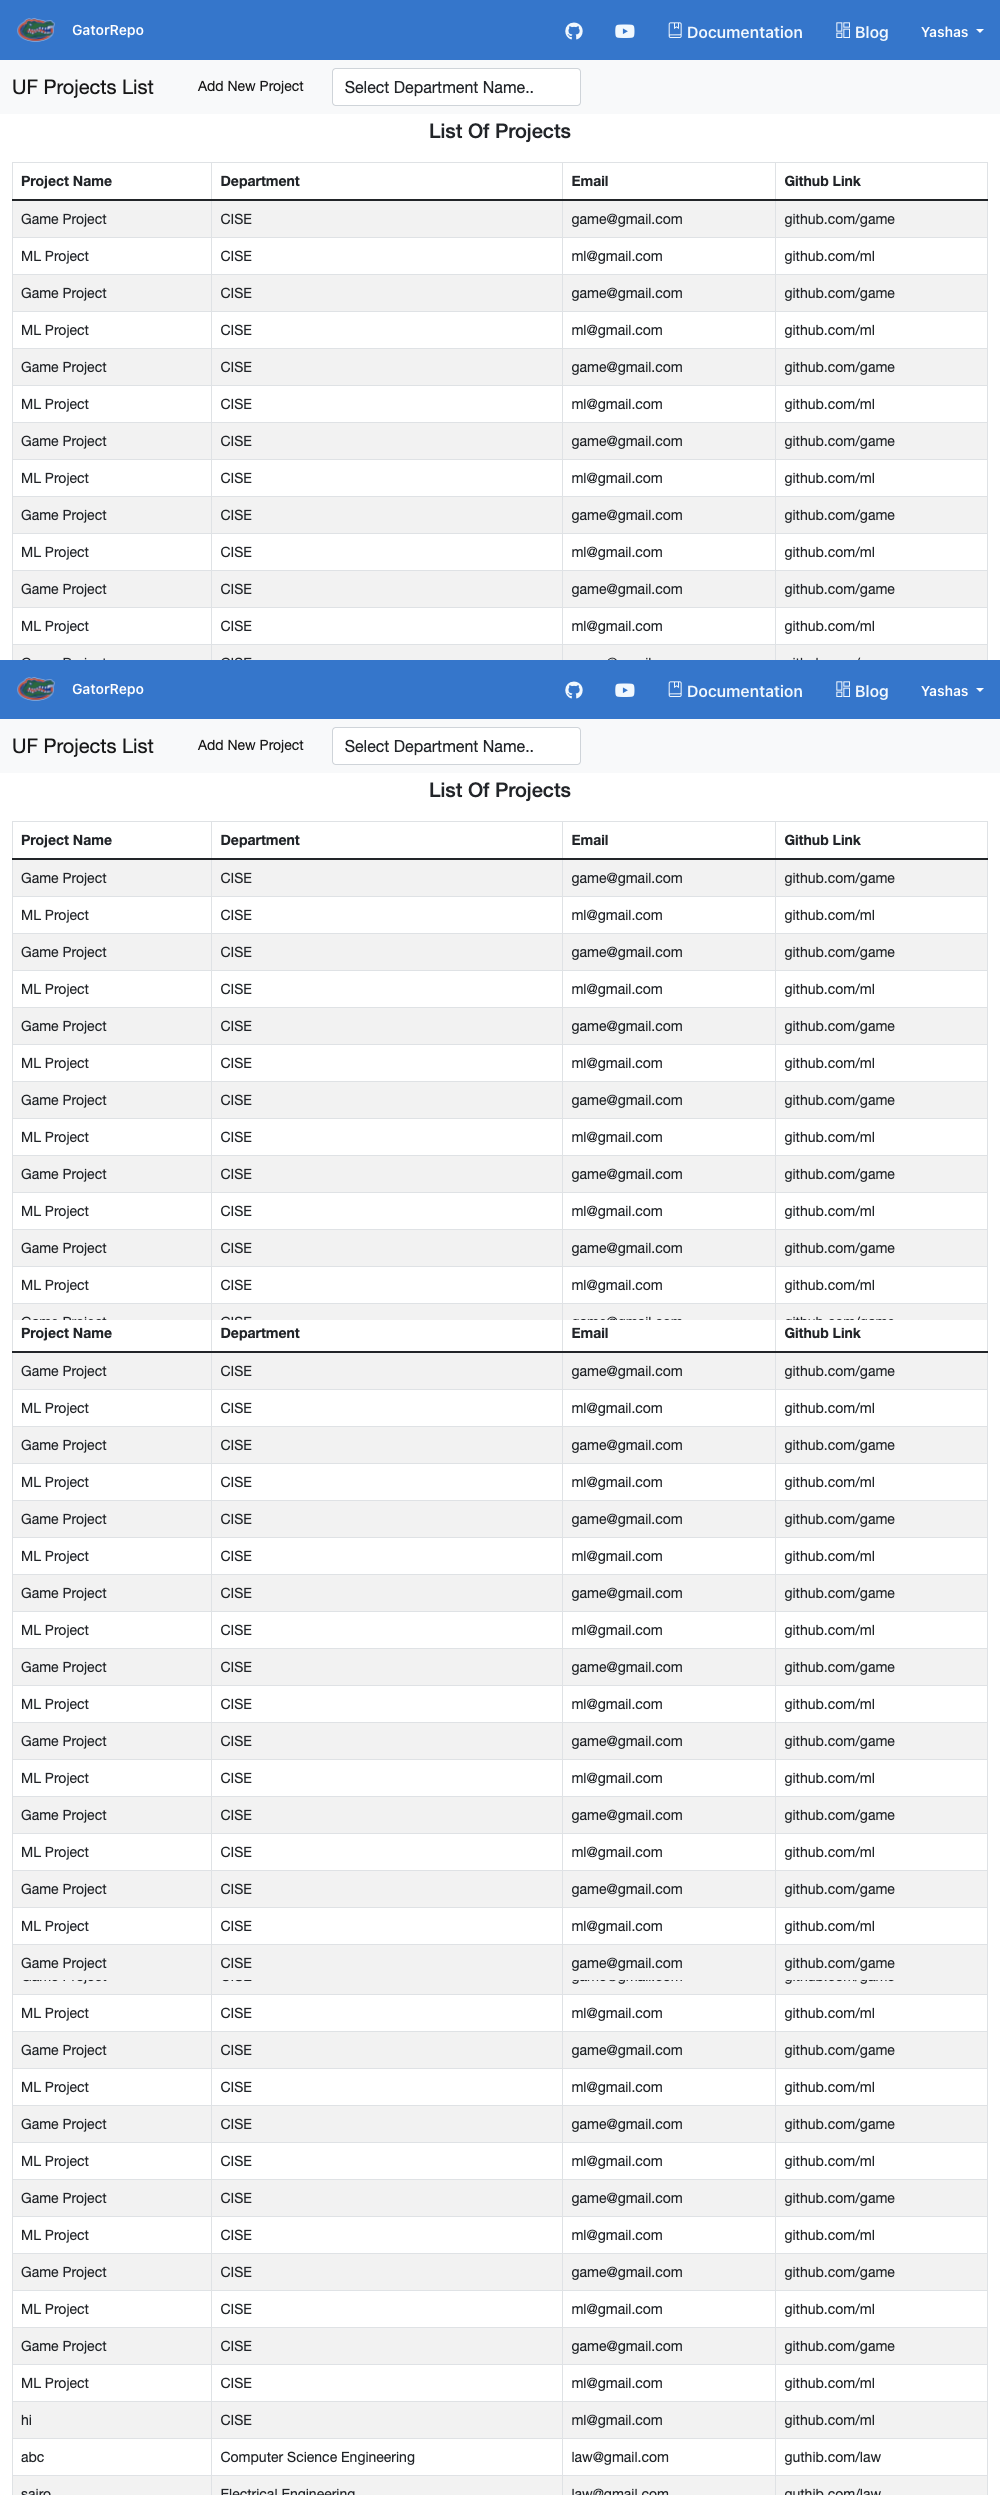 GatorRepo Documentation Blog Yashas
UF Projects List Add New Project Select Department Name..
List Of Projects
Project Name Department Email Github Link
Game Project CISE game@gmail.com github.com/game
ML Project CISE ml@gmail.com github.com/ml
Game Project CISE game@gmail.com github.com/game
ML Project CISE ml@gmail.com github.com/ml
Game Project CISE game@gmail.com github.com/game
ML Project CISE ml@gmail.com github.com/ml
Game Project CISE game@gmail.com github.com/game
ML Project CISE ml@gmail.com github.com/ml
Game Project CISE game@gmail.com github.com/game
ML Project CISE ml@gmail.com github.com/ml
Game Project CISE game@gmail.com github.com/game
ML Project CISE ml@gmail.com github.com/ml
GatorRepo Documentation Blog Yashas
UF Projects List Add New Project Select Department Name..
List Of Projects
Project Name Department Email Github Link
Game Project CISE game@gmail.com github.com/game
ML Project CISE ml@gmail.com github.com/ml
Game Project CISE game@gmail.com github.com/game
ML Project CISE ml@gmail.com github.com/ml
Game Project CISE game@gmail.com github.com/game
ML Project CISE ml@gmail.com github.com/ml
Game Project CISE game@gmail.com github.com/game
ML Project CISE ml@gmail.com github.com/ml
Game Project CISE game@gmail.com github.com/game
ML Project CISE ml@gmail.com github.com/ml
Game Project CISE game@gmail.com github.com/game
ML Project CISE ml@gmail.com github.com/ml
Project Name Department Email Github Link
Game Project CISE game@gmail.com github.com/game
ML Project CISE ml@gmail.com github.com/ml
Game Project CISE game@gmail.com github.com/game
ML Project CISE ml@gmail.com github.com/ml
Game Project CISE game@gmail.com github.com/game
ML Project CISE ml@gmail.com github.com/ml
Game Project CISE game@gmail.com github.com/game
ML Project CISE ml@gmail.com github.com/ml
Game Project CISE game@gmail.com github.com/game
ML Project CISE ml@gmail.com github.com/ml
Game Project CISE game@gmail.com github.com/game
ML Project CISE ml@gmail.com github.com/ml
Game Project CISE game@gmail.com github.com/game
ML Project CISE ml@gmail.com github.com/ml
Game Project CISE game@gmail.com github.com/game
ML Project CISE ml@gmail.com github.com/ml
Game Project CISE game@gmail.com github.com/game
ML Project CISE ml@gmail.com github.com/ml
Game Project CISE game@gmail.com github.com/game
ML Project CISE ml@gmail.com github.com/ml
Game Project CISE game@gmail.com github.com/game
ML Project CISE ml@gmail.com github.com/ml
Game Project CISE game@gmail.com github.com/game
ML Project CISE ml@gmail.com github.com/ml
Game Project CISE game@gmail.com github.com/game
ML Project CISE ml@gmail.com github.com/ml
Game Project CISE game@gmail.com github.com/game
ML Project CISE ml@gmail.com github.com/ml
hi CISE ml@gmail.com github.com/ml
abc Computer Science Engineering law@gmail.com guthib.com/law
Electrical Engineering law@gmail.com guthib.com/law